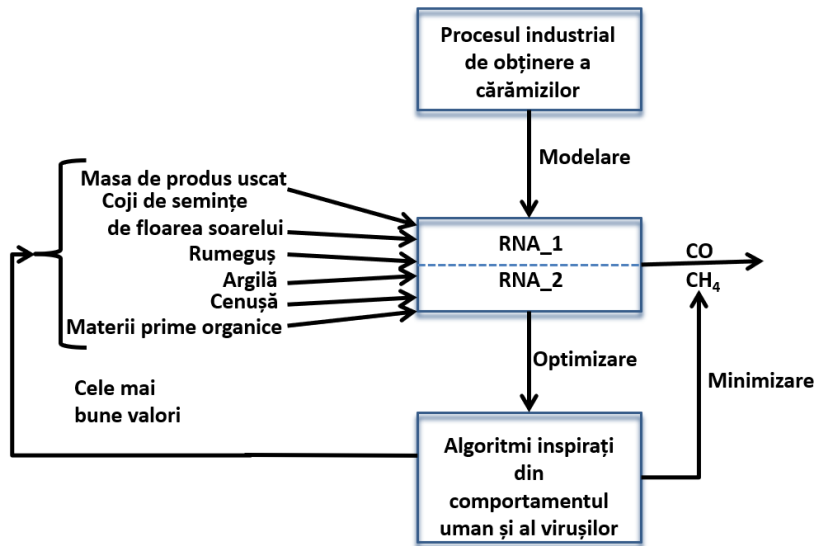 Procesul industrial
de obținere a
cărămizilor
Modelare
Masa de produs uscat
Coji de semințe
de floarea soarelui
Rumeguș
Argilă
Cenușă
Materii prime organice
RNA_1
RNA_2
CO
CH₄
Optimizare
Minimizare
Cele mai
bune valori
Algoritmi inspirați
din
comportamentul
uman și al virușilor